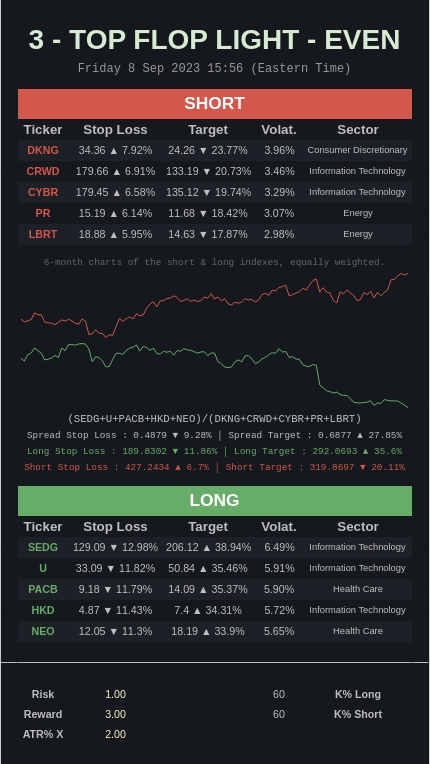 3 - TOP FLOP LIGHT - EVEN
Friday 8 Sep 2023 15:56 (Eastern Time)
SHORT
Ticker Stop Loss Target Volat. Sector
DKNG 34.36 ▲ 7.92% 24.26 ▼ 23.77% 3.96% Consumer Discretionary
CRWD 179.66 ▲ 6.91% 133.19 ▼ 20.73% 3.46% Information Technology
CYBR 179.45 ▲ 6.58% 135.12 ▼ 19.74% 3.29% Information Technology
PR 15.19 ▲ 6.14% 11.68 ▼ 18.42% 3.07% Energy
LBRT 18.88 ▲ 5.95% 14.63 ▼ 17.87% 2.98% Energy
6-month charts of the short & long indexes, equally weighted.
(SEDG+U+PACB+HKD+NEO)/(DKNG+CRWD+CYBR+PR+LBRT)
Spread Stop Loss : 0.4879 ▼ 9.28% | Spread Target : 0.6877 ▲ 27.85%
Long Stop Loss : 189.8302 ▼ 11.86% | Long Target : 292.0693 ▲ 35.6%
Short Stop Loss : 427.2434 ▲ 6.7% | Short Target : 319.8697 ▼ 20.11%
LONG
Ticker Stop Loss Target Volat. Sector
SEDG 129.09 ▼ 12.98% 206.12 ▲ 38.94% 6.49% Information Technology
U 33.09 ▼ 11.82% 50.84 ▲ 35.46% 5.91% Information Technology
PACB 9.18 ▼ 11.79% 14.09 ▲ 35.37% 5.90% Health Care
HKD 4.87 ▼ 11.43% 7.4 ▲ 34.31% 5.72% Information Technology
NEO 12.05 ▼ 11.3% 18.19 ▲ 33.9% 5.65% Health Care
Risk 1.00 60 K% Long
Reward 3.00 60 K% Short
ATR% X 2.00